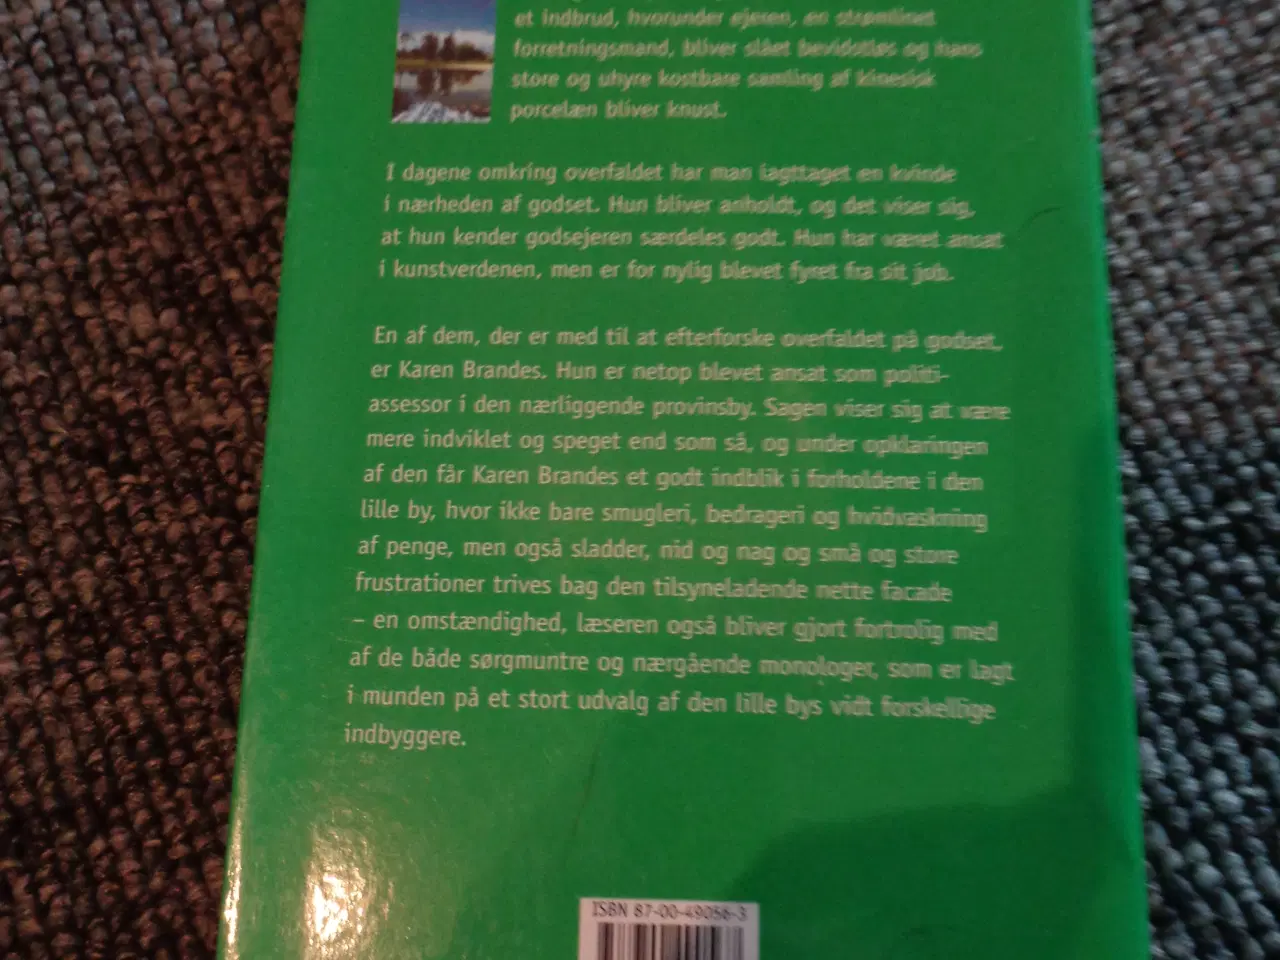 et indbrud, hvorunder ejeren, en strømlinet
forretningsmand, bliver slået bevidstløs og hans
store og uhyre kostbare samling af kinesisk
porcelæn bliver knust.
I dagene omkring overfaldet har man iagttaget en kvinde
i nærheden af godset. Hun bliver anholdt, og det viser sig,
at hun kender godsejeren særdeles godt. Hun har været ansat
i kunstverdenen, men er for nylig blevet fyret fra sit job.
En af dem, der er med til at efterforske overfaldet på godset,
er Karen Brandes. Hun er netop blevet ansat som politi-
assessor i den nærliggende provinsby. Sagen viser sig at være
mere indviklet og speget end som så, og under opklaringen
af den får Karen Brandes et godt indblik i forholdene i den
lille by, hvor ikke bare smugleri, bedrageri og hvidvaskning
af penge, men også sladder, nid og nag og små og store
frustrationer trives bag den tilsyneladende nette facade
– en omstændighed, læseren også bliver gjort fortrolig med
af de både sørgmuntre og nærgående monologer, som er lagt
i munden på et stort udvalg af den lille bys vidt forskellige
indbyggere.
ISBN 87-00-49056-3